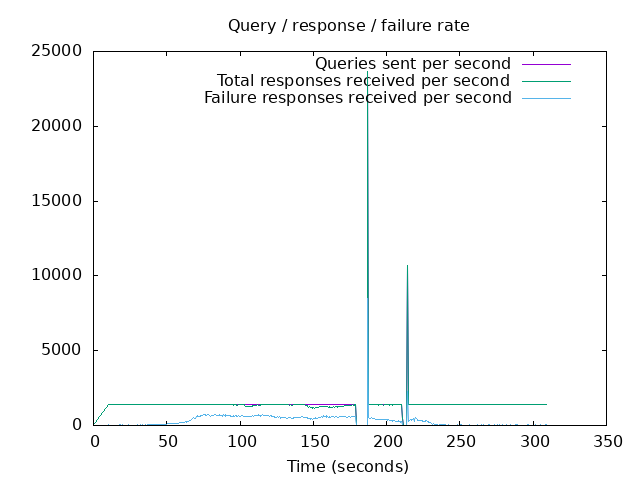 Query / response / failure rate
25000
20000
15000
10000
5000
0
Queries sent per second
Total responses received per second
Failure responses received per second
0 50 100 150 200 250 300 350
Time (seconds)